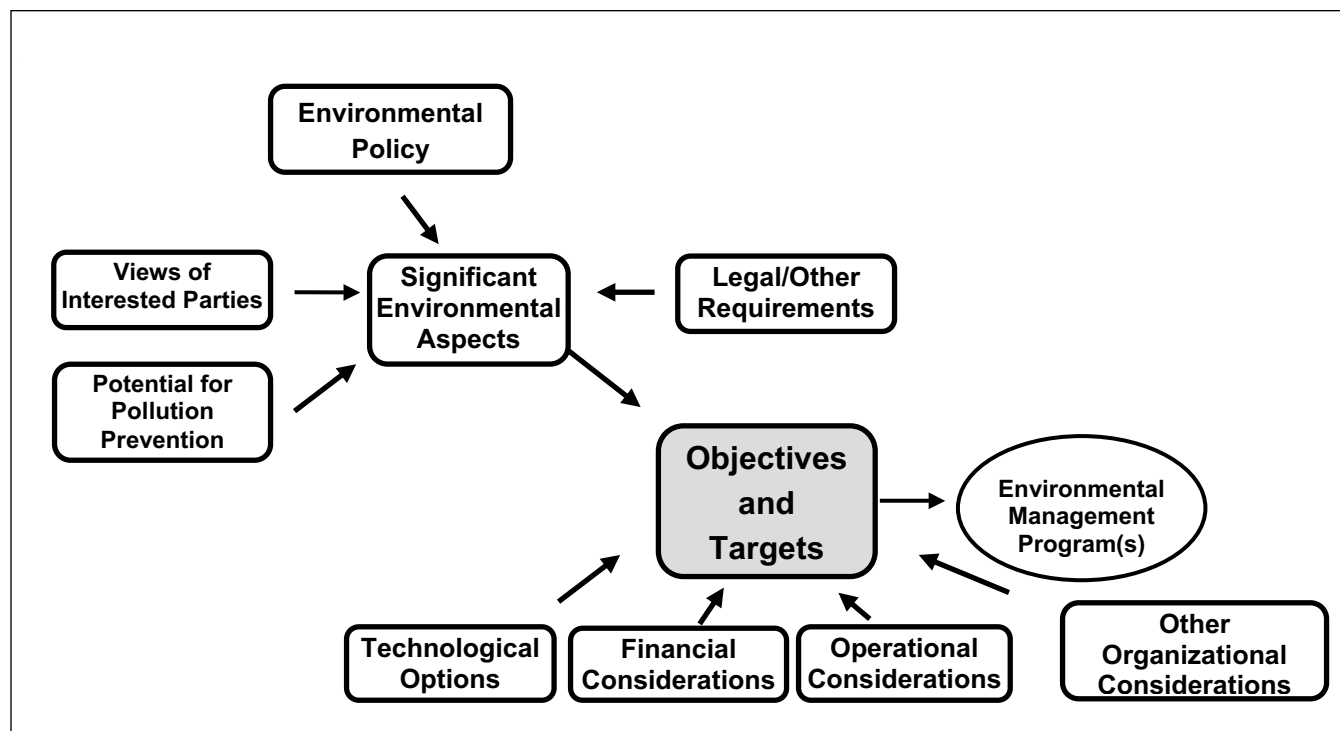 Environmental
Policy
Views of
Interested Parties
Significant
Environmental
Aspects
Legal/Other
Requirements
Potential for
Pollution
Prevention
Objectives
and
Targets
Environmental
Management
Program(s)
Technological
Options
Financial
Considerations
Operational
Considerations
Other
Organizational
Considerations